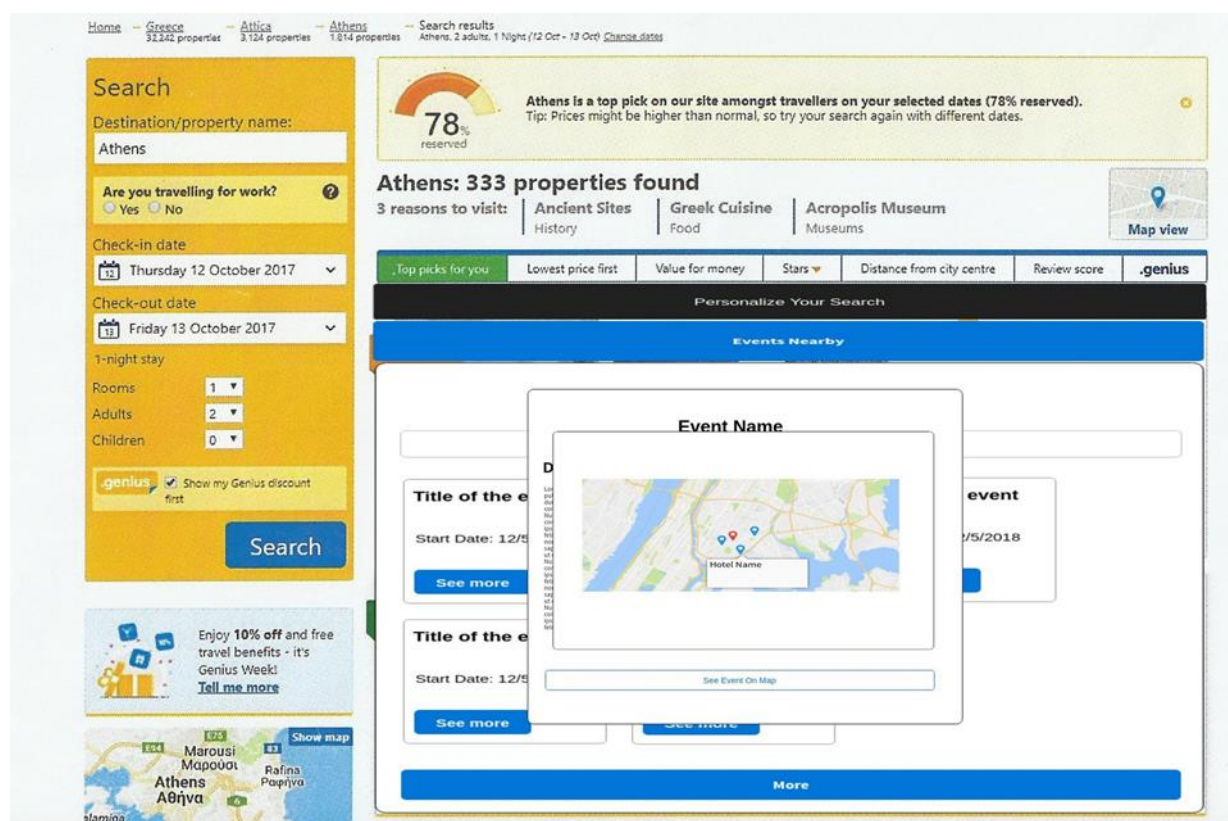 Home – Greece – Attica – Athens – Search results
32,242 properties 3,124 properties 1,814 properties Athens, 2 adults, 1 Night (12 Oct - 13 Oct) Change dates
Search
Destination/property name:
Athens
Are you travelling for work?
Yes No
Check-in date
12 Thursday 12 October 2017
Check-out date
13 Friday 13 October 2017
1-night stay
Rooms 1
Adults 2
Children 0
.genius Show my Genius discount
first
Search
Enjoy 10% off and free
travel benefits - it's
Genius Week!
Tell me more
Show map
E94 E75 83
Marousi
Μαρούσι
Rafina
Ραφήνα
Athens
Αθήνα
6
78%
reserved
Athens is a top pick on our site amongst travellers on your selected dates (78% reserved).
Tip: Prices might be higher than normal, so try your search again with different dates.
Athens: 333 properties found
3 reasons to visit: Ancient Sites Greek Cuisine Acropolis Museum
History Food Museums
Map view
Top picks for you Lowest price first Value for money Stars Distance from city centre Review score .genius
Personalize Your Search
Events Nearby
Event Name
D
Title of the e
Start Date: 12/5
See more
event
/5/2018
Hotel Name
Title of the e
Start Date: 12/5
See more
See Event On Map
See more
More